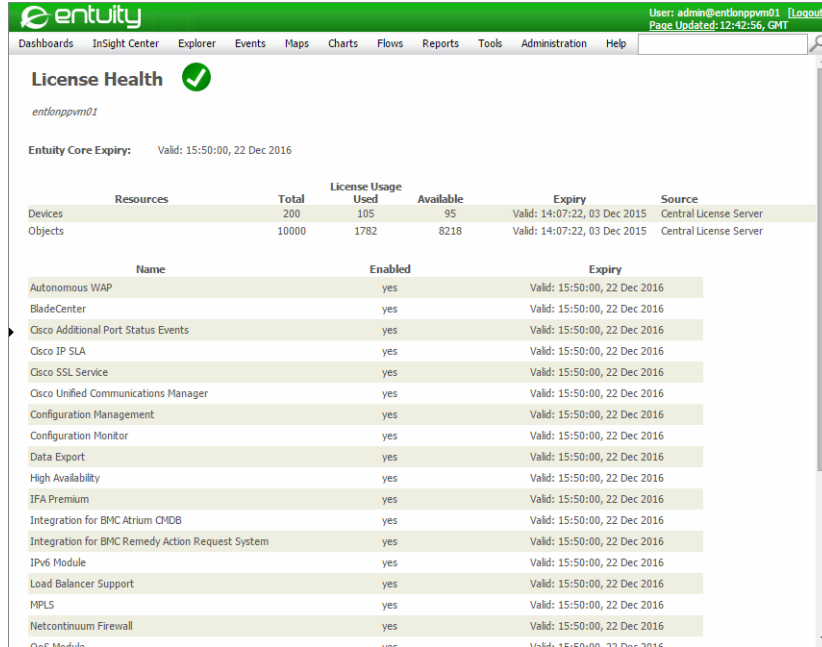 entuity
User: admin@entlonppvm01 [Logout
Page Updated: 12:42:56, GMT
Dashboards InSight Center Explorer Events Maps Charts Flows Reports Tools Administration Help
License Health
entlonppvm01
Entuity Core Expiry: Valid: 15:50:00, 22 Dec 2016
License Usage
Resources Total Used Available Expiry Source
Devices 200 105 95 Valid: 14:07:22, 03 Dec 2015 Central License Server
Objects 10000 1782 8218 Valid: 14:07:22, 03 Dec 2015 Central License Server
Name Enabled Expiry
Autonomous WAP yes Valid: 15:50:00, 22 Dec 2016
BladeCenter yes Valid: 15:50:00, 22 Dec 2016
Cisco Additional Port Status Events yes Valid: 15:50:00, 22 Dec 2016
Cisco IP SLA yes Valid: 15:50:00, 22 Dec 2016
Cisco SSL Service yes Valid: 15:50:00, 22 Dec 2016
Cisco Unified Communications Manager yes Valid: 15:50:00, 22 Dec 2016
Configuration Management yes Valid: 15:50:00, 22 Dec 2016
Configuration Monitor yes Valid: 15:50:00, 22 Dec 2016
Data Export yes Valid: 15:50:00, 22 Dec 2016
High Availability yes Valid: 15:50:00, 22 Dec 2016
IFA Premium yes Valid: 15:50:00, 22 Dec 2016
Integration for BMC Atrium CMDB yes Valid: 15:50:00, 22 Dec 2016
Integration for BMC Remedy Action Request System yes Valid: 15:50:00, 22 Dec 2016
IPv6 Module yes Valid: 15:50:00, 22 Dec 2016
Load Balancer Support yes Valid: 15:50:00, 22 Dec 2016
MPLS yes Valid: 15:50:00, 22 Dec 2016
Netcontinuum Firewall yes Valid: 15:50:00, 22 Dec 2016
QoS Module yes Valid: 15:50:00, 22 Dec 2016